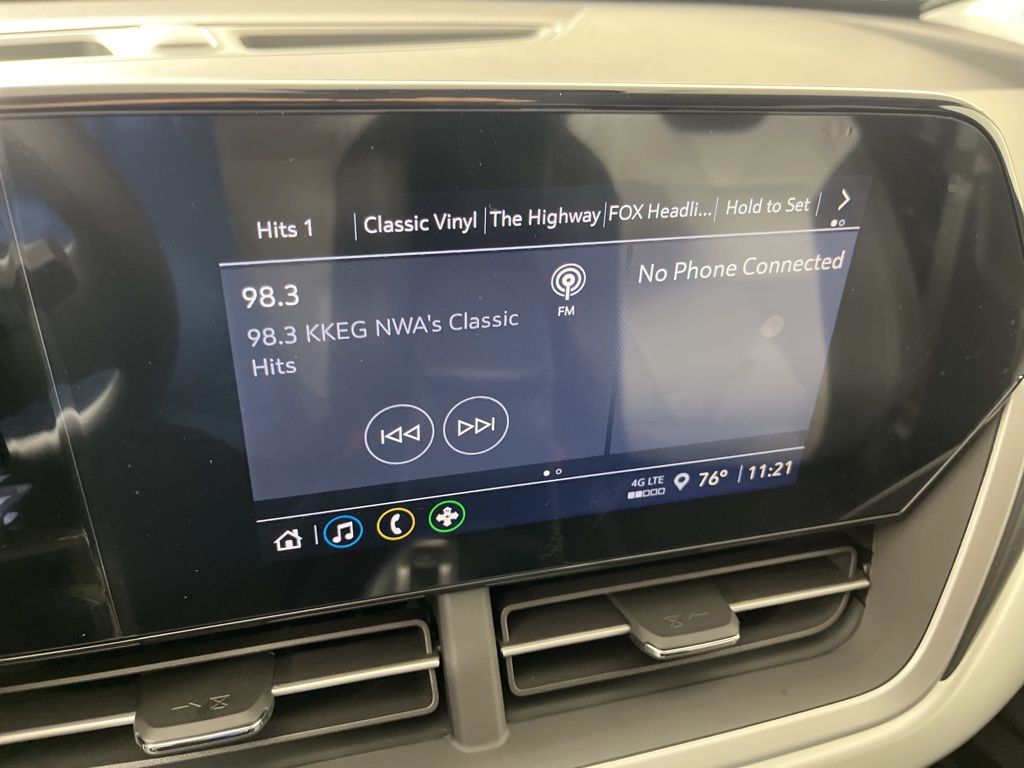 Hits 1 Classic Vinyl The Highway FOX Headli... Hold to Set
98.3
98.3 KKEG NWA's Classic
Hits
FM
No Phone Connected
4G LTE 76° 11:21